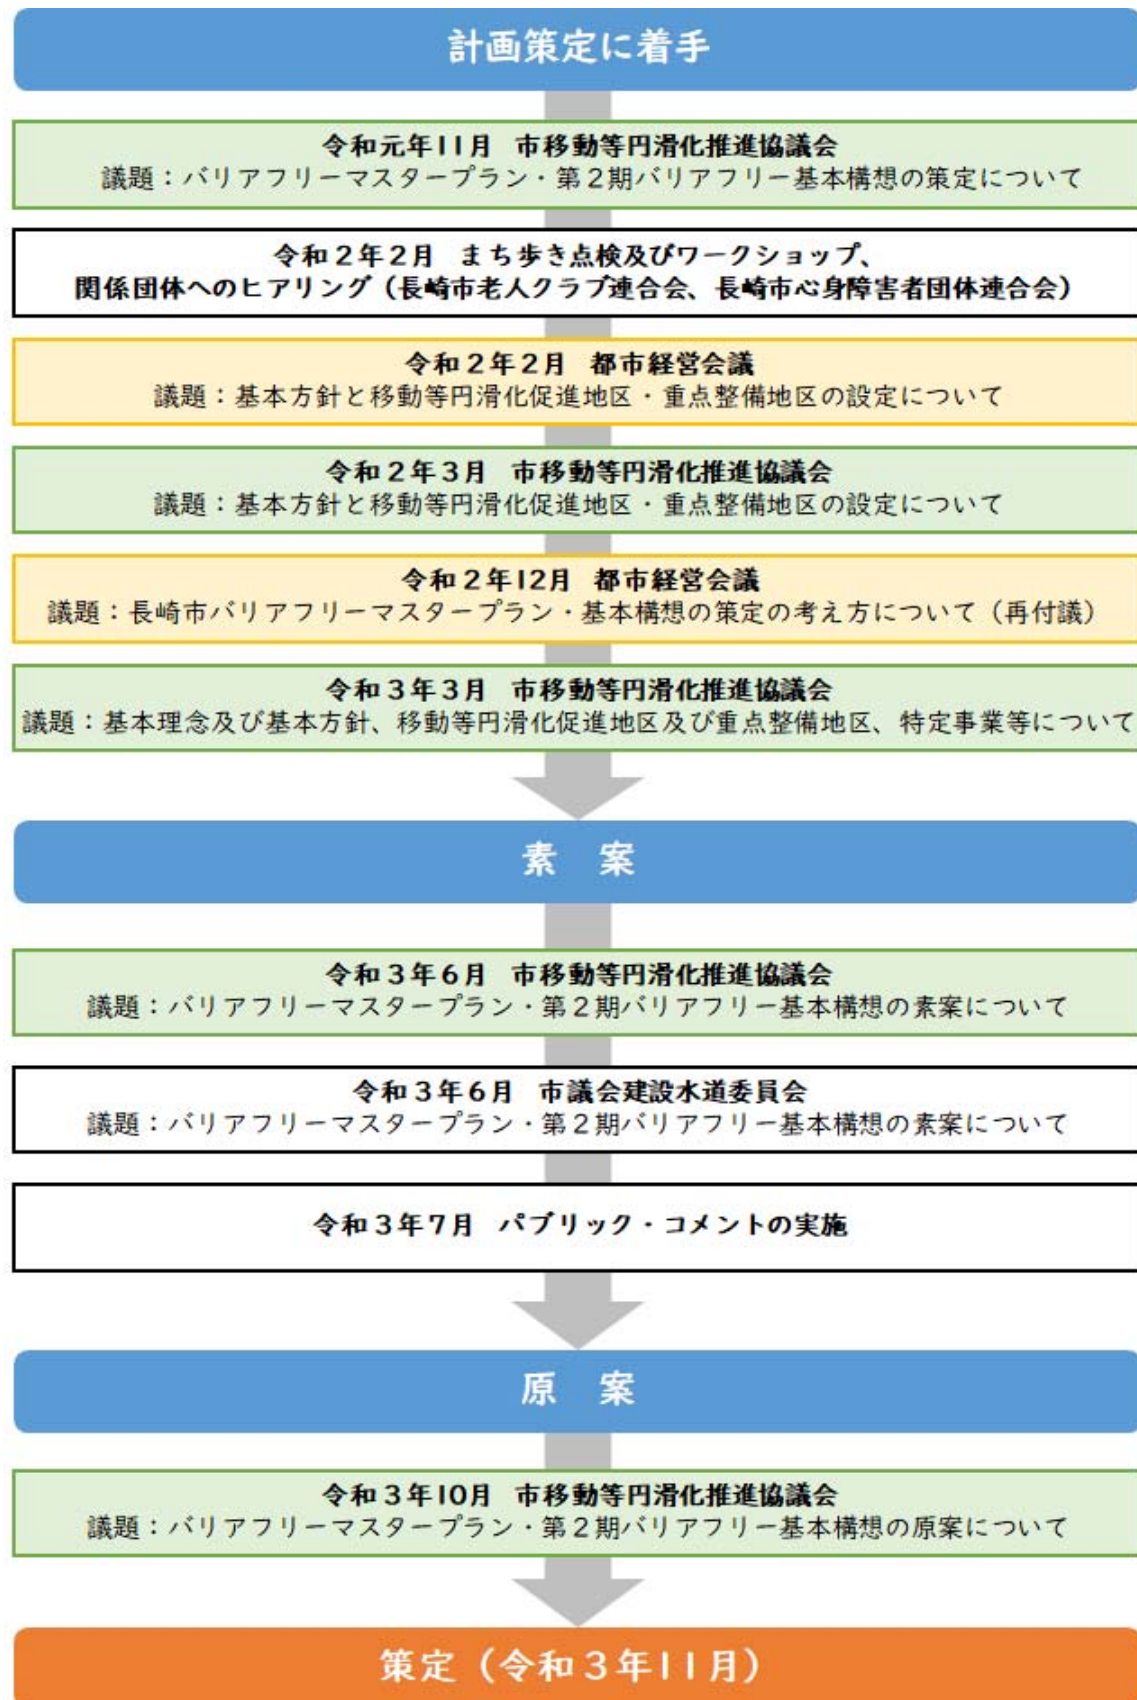 計画策定に着手
令和元年11月 市移動等円滑化推進協議会
議題：バリアフリーマスタープラン・第２期バリアフリー基本構想の策定について
令和２年２月 まち歩き点検及びワークショップ、
関係団体へのヒアリング（長崎市老人クラブ連合会、長崎市心身障害者団体連合会）
令和２年２月 都市経営会議
議題：基本方針と移動等円滑化促進地区・重点整備地区の設定について
令和２年３月 市移動等円滑化推進協議会
議題：基本方針と移動等円滑化促進地区・重点整備地区の設定について
令和２年12月 都市経営会議
議題：長崎市バリアフリーマスタープラン・基本構想の策定の考え方について（再付議）
令和３年３月 市移動等円滑化推進協議会
議題：基本理念及び基本方針、移動等円滑化促進地区及び重点整備地区、特定事業等について
素 案
令和３年６月 市移動等円滑化推進協議会
議題：バリアフリーマスタープラン・第２期バリアフリー基本構想の素案について
令和３年６月 市議会建設水道委員会
議題：バリアフリーマスタープラン・第２期バリアフリー基本構想の素案について
令和３年７月 パブリック・コメントの実施
原 案
令和３年10月 市移動等円滑化推進協議会
議題：バリアフリーマスタープラン・第２期バリアフリー基本構想の原案について
策定（令和３年11月）